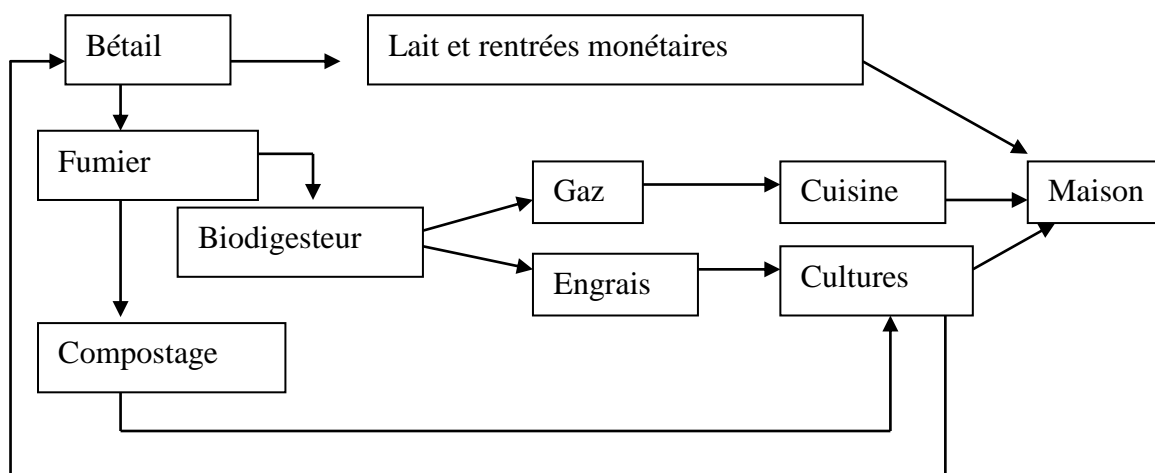 Bétail
Lait et rentrées monétaires
Fumier
Gaz
Cuisine
Maison
Biodigesteur
Engrais
Cultures
Compostage